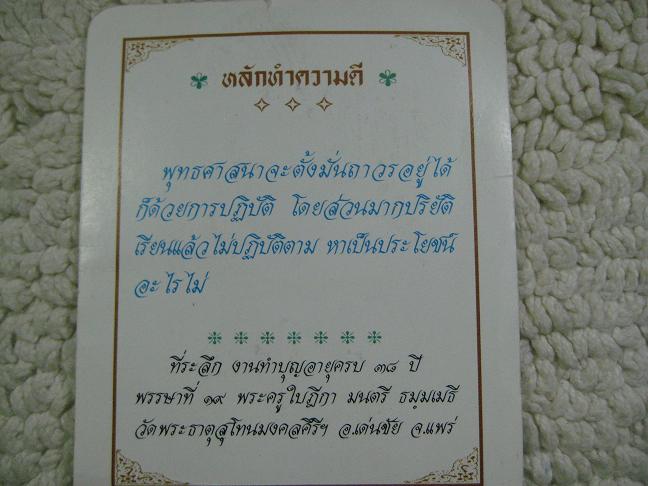 หลักทำความดี
พุทธศาสนาจะตั้งมั่นถาวรอยู่ได้
ก็ด้วยการปฏิบัติ โดยส่วนมากปริยัติ
เรียนแล้วไม่ปฏิบัติตาม หาเป็นประโยชน์
อะไรไม่
ที่ระลึก งานทำบุญอายุครบ ๓๘ ปี
พรรษาที่ ๑๙ พระครูใบฎีกา มนตรี ธมฺมเมธี
วัดพระธาตุสุโทนมงคลคีรีฯ อ.เด่นชัย จ.แพร่